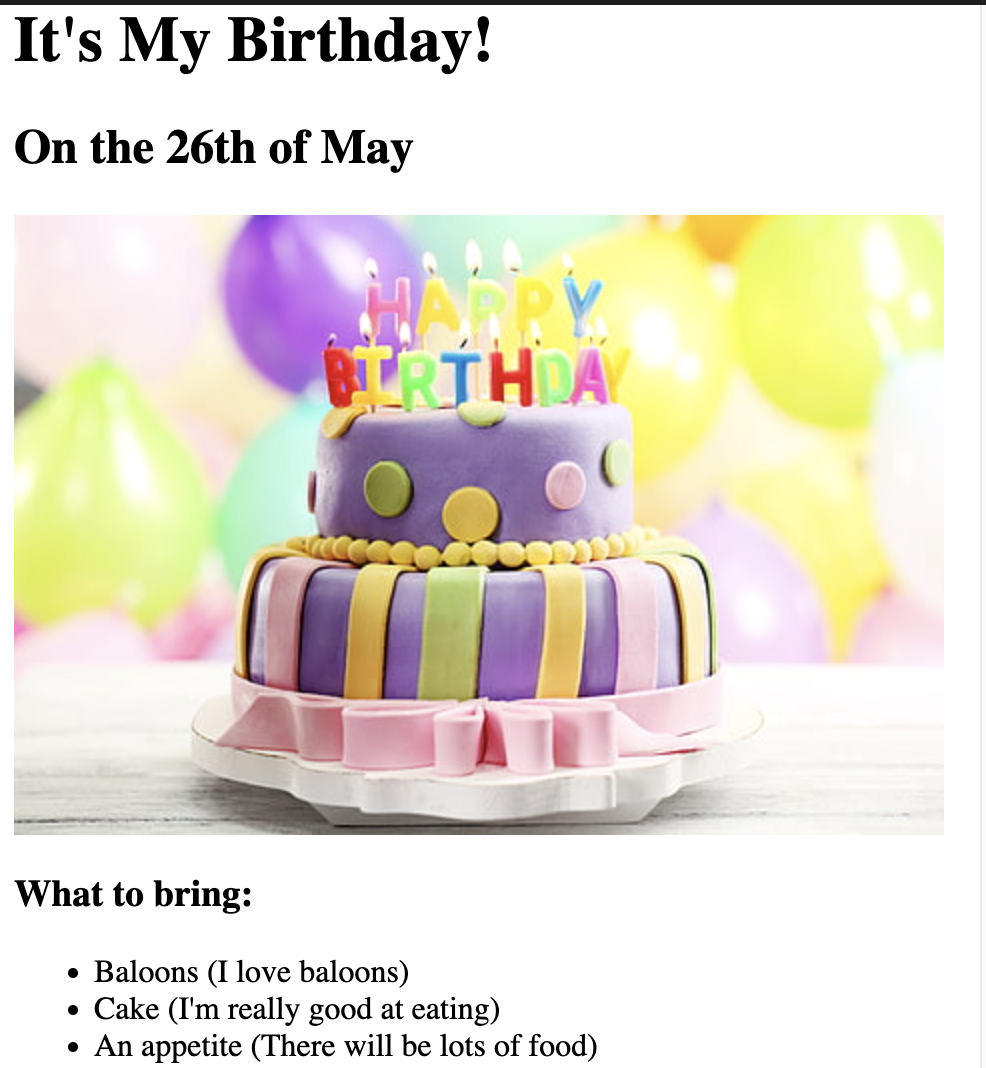 It's My Birthday!
On the 26th of May
HAPPY
BIRTHDAY
What to bring:
Baloons (I love baloons)
Cake (I'm really good at eating)
An appetite (There will be lots of food)